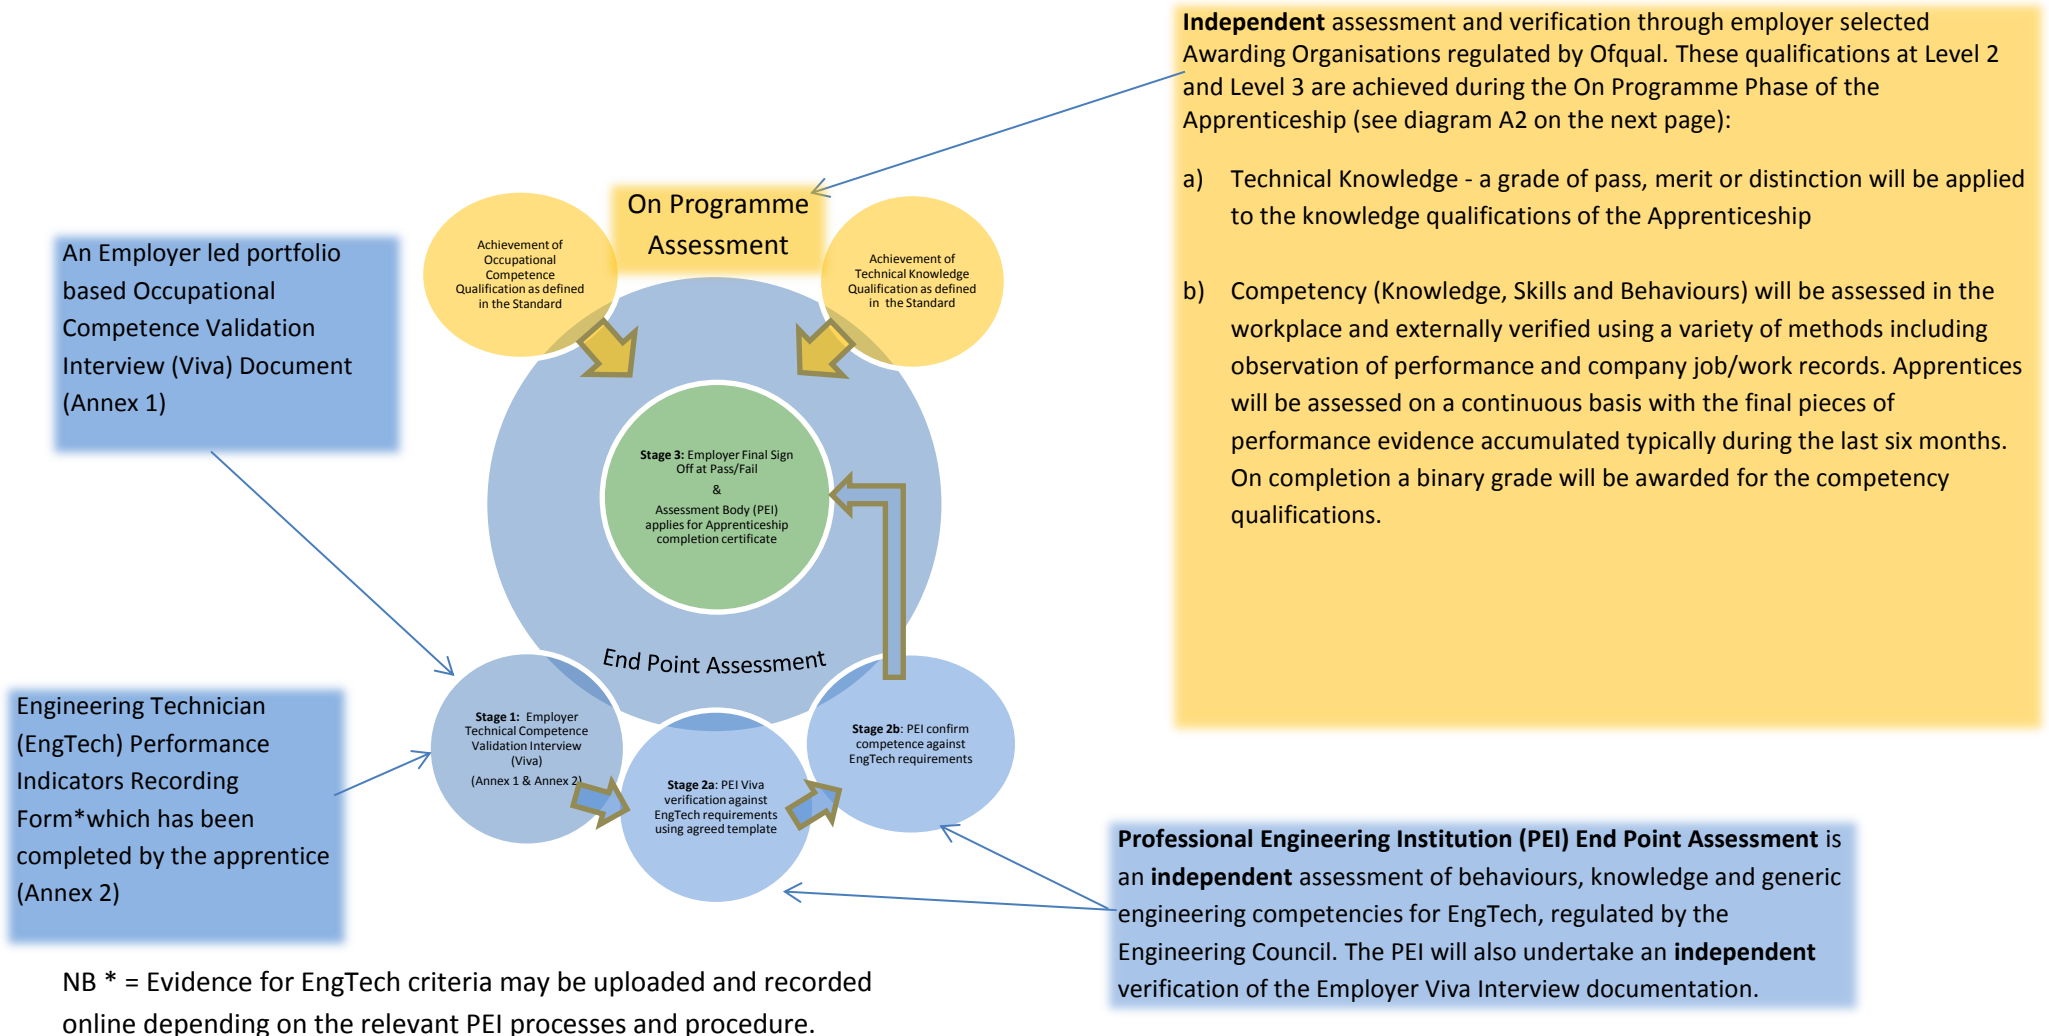 Independent assessment and verification through employer selected
Awarding Organisations regulated by Ofqual. These qualifications at Level 2
and Level 3 are achieved during the On Programme Phase of the
Apprenticeship (see diagram A2 on the next page):
a) Technical Knowledge - a grade of pass, merit or distinction will be applied
to the knowledge qualifications of the Apprenticeship
b) Competency (Knowledge, Skills and Behaviours) will be assessed in the
workplace and externally verified using a variety of methods including
observation of performance and company job/work records. Apprentices
will be assessed on a continuous basis with the final pieces of
performance evidence accumulated typically during the last six months.
On completion a binary grade will be awarded for the competency
qualifications.
On Programme
Assessment
Achievement of
Occupational
Competence
Qualification as defined
in the Standard
Achievement of
Technical Knowledge
Qualification as defined
in the Standard
An Employer led portfolio
based Occupational
Competence Validation
Interview (Viva) Document
(Annex 1)
Stage 3: Employer Final Sign
Off at Pass/Fail
&
Assessment Body (PEI)
applies for Apprenticeship
completion certificate
End Point Assessment
Engineering Technician
(EngTech) Performance
Indicators Recording
Form*which has been
completed by the apprentice
(Annex 2)
Stage 1: Employer
Technical Competence
Validation Interview
(Viva)
(Annex 1 & Annex 2)
Stage 2a: PEI Viva
verification against
EngTech requirements
using agreed template
Stage 2b: PEI confirm
competence against
EngTech requirements
Professional Engineering Institution (PEI) End Point Assessment is
an independent assessment of behaviours, knowledge and generic
engineering competencies for EngTech, regulated by the
Engineering Council. The PEI will also undertake an independent
verification of the Employer Viva Interview documentation.
NB * = Evidence for EngTech criteria may be uploaded and recorded
online depending on the relevant PEI processes and procedure.